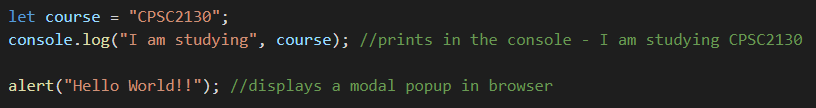 let course = "CPSC2130";
console.log("I am studying", course); //prints in the console - I am studying CPSC2130
alert("Hello World!!"); //displays a modal popup in browser